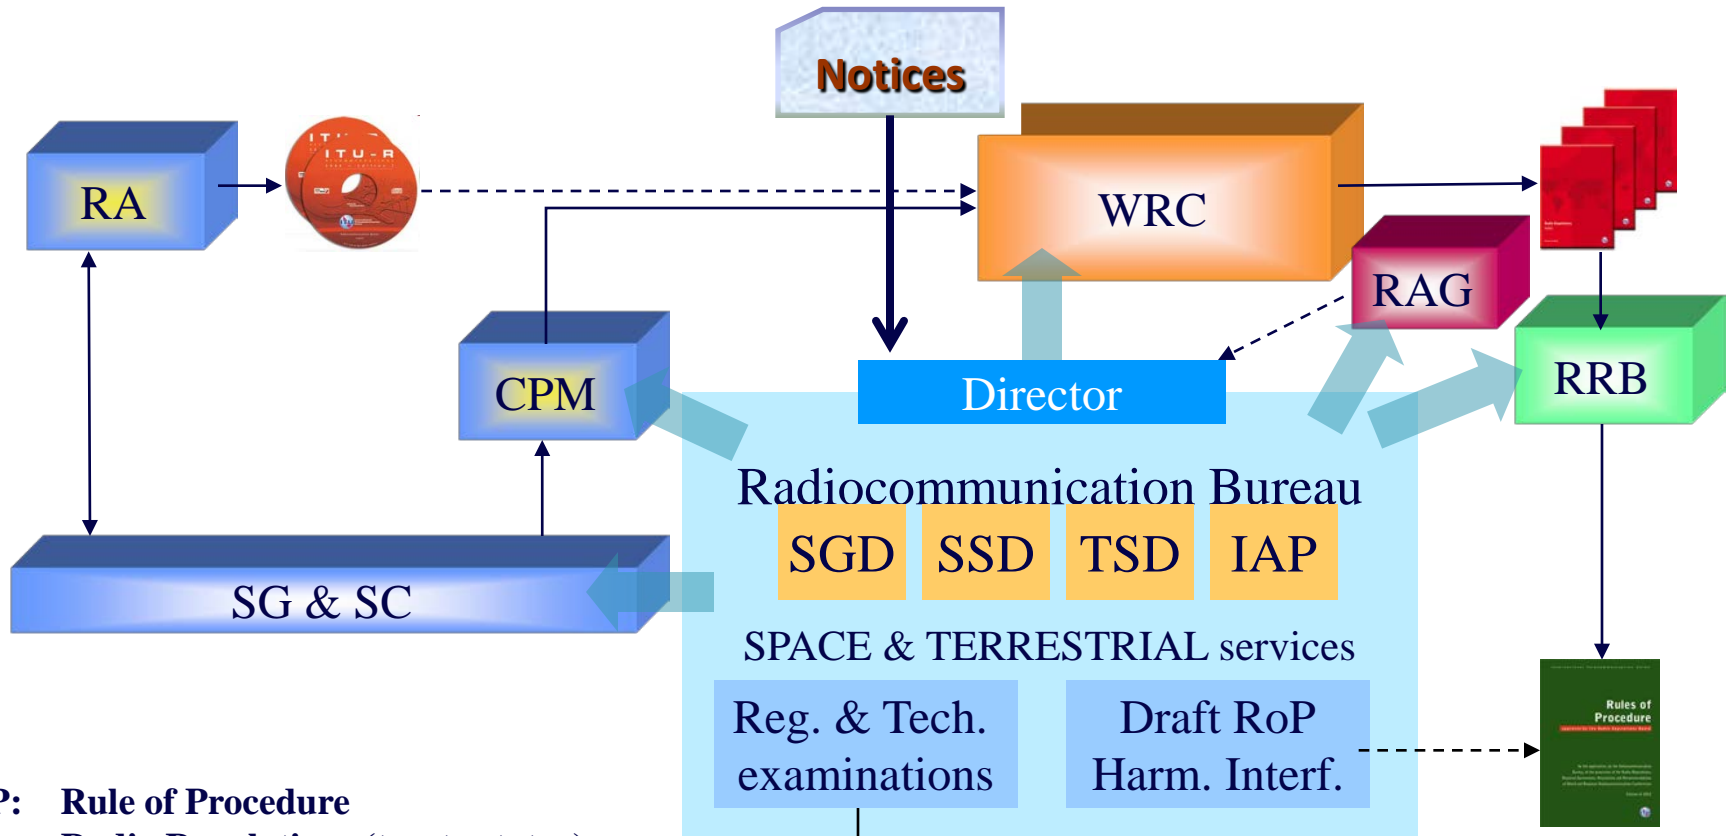 Notices
ITU-R
RA
WRC
RAG
CPM
Director
RRB
Radiocommunication Bureau
SGD SSD TSD IAP
SG & SC
SPACE & TERRESTRIAL services
Reg. & Tech.
examinations
Draft RoP
Harm. Interf.
Rules of
Procedure
P: Rule of Procedure